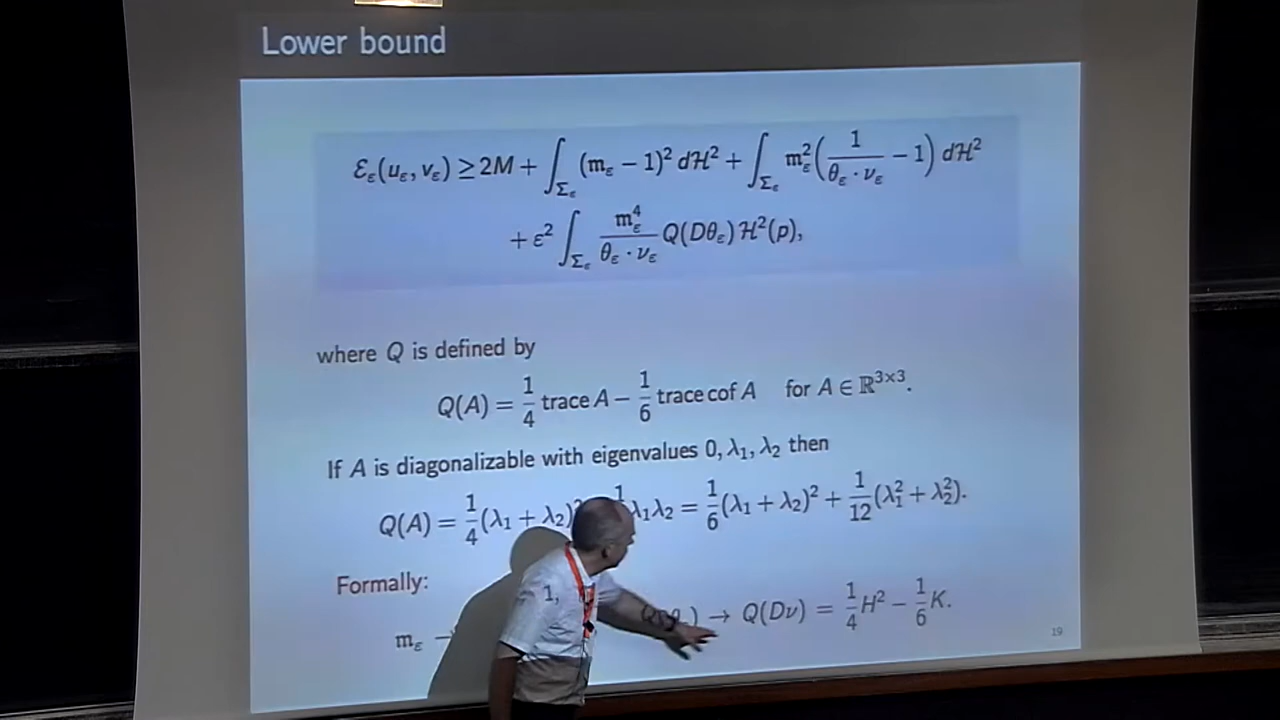 Lower bound
ℰ_ε(u_ε, v_ε) ≥ 2M + ∫_{Σ_ε} (m_ε − 1)² dℋ² + ∫_{Σ_ε} m_ε² (1/(θ_ε · ν_ε) − 1) dℋ²
+ ε² ∫_{Σ_ε} m_ε⁴/(θ_ε · ν_ε) Q(Dθ_ε) ℋ²(p),
where Q is defined by
Q(A) = 1/4 trace A − 1/6 trace cof A for A ∈ ℝ^{3×3}.
If A is diagonalizable with eigenvalues 0, λ₁, λ₂ then
Q(A) = 1/4 (λ₁ + λ₂) λ₁λ₂ = 1/6 (λ₁ + λ₂)² + 1/12 (λ₁² + λ₂²).
Formally:
m_ε 1, → Q(Dν) = 1/4 H² − 1/6 K.
19